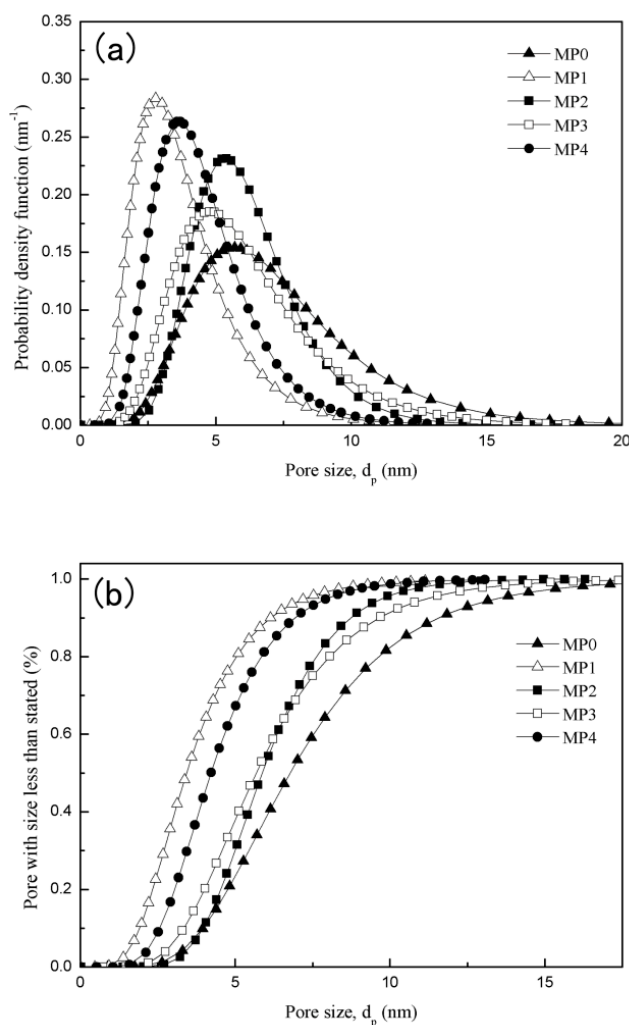 (a)
0.35
0.30
0.25
0.20
0.15
0.10
0.05
0.00
Probability density function (nm⁻¹)
MP0
MP1
MP2
MP3
MP4
0 5 10 15 20
Pore size, dₚ (nm)
(b)
1.0
0.8
0.6
0.4
0.2
0.0
Pore with size less than stated (%)
MP0
MP1
MP2
MP3
MP4
0 5 10 15
Pore size, dₚ (nm)